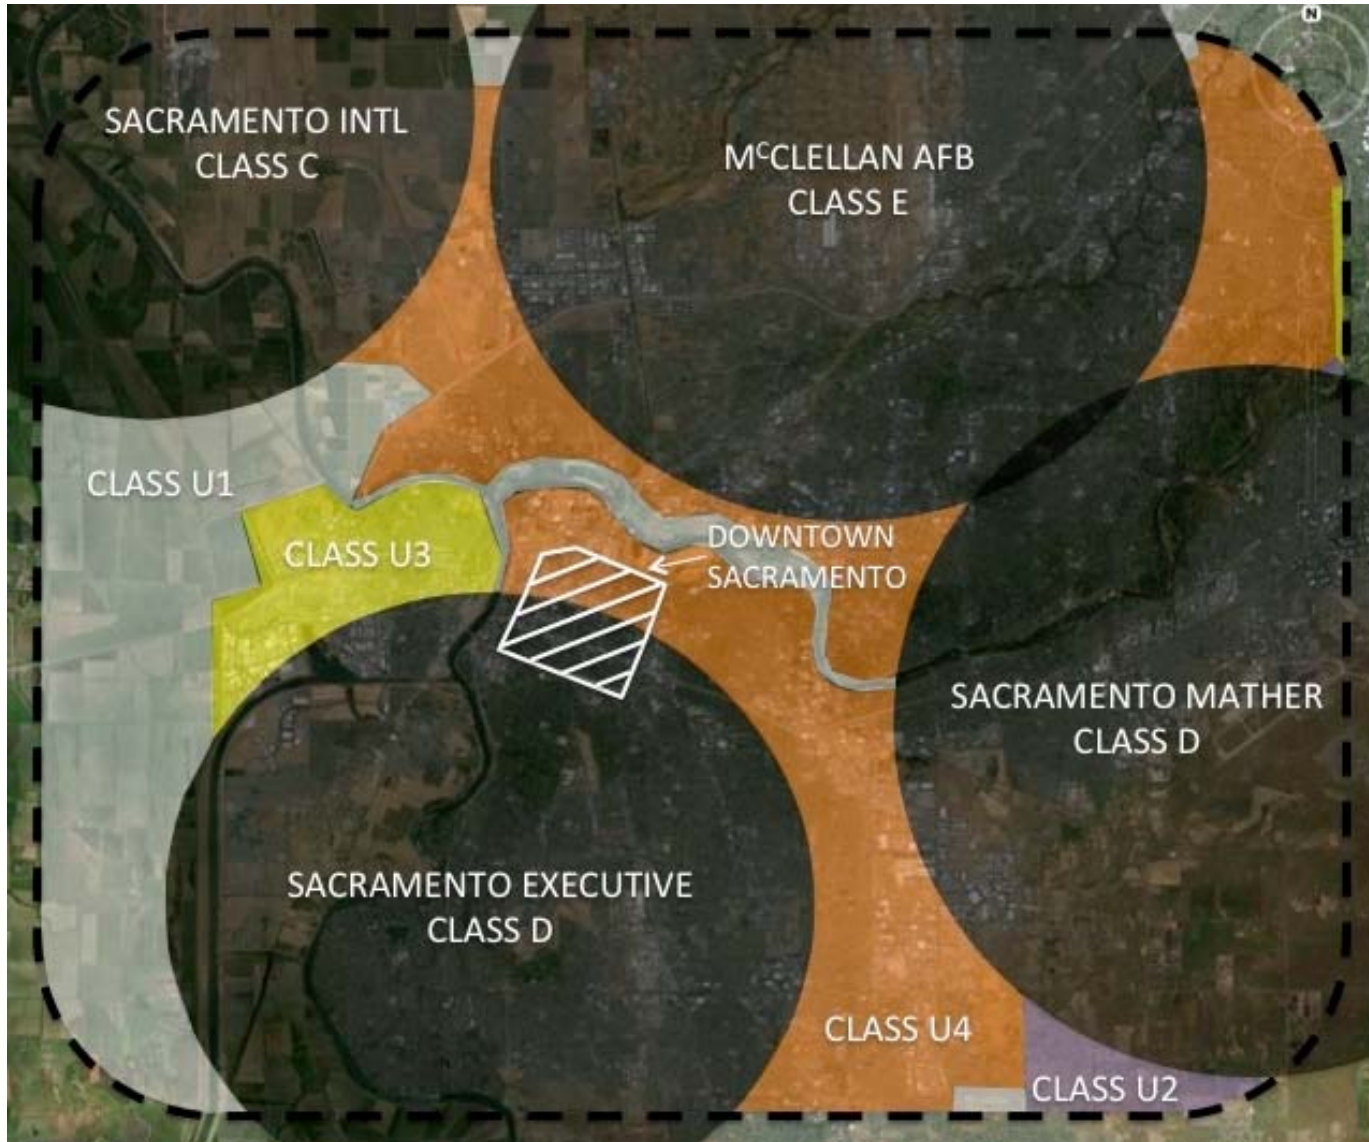 N
SACRAMENTO INTL
CLASS C
MCCLELLAN AFB
CLASS E
CLASS U1
CLASS U3
DOWNTOWN
SACRAMENTO
SACRAMENTO MATHER
CLASS D
SACRAMENTO EXECUTIVE
CLASS D
CLASS U4
CLASS U2